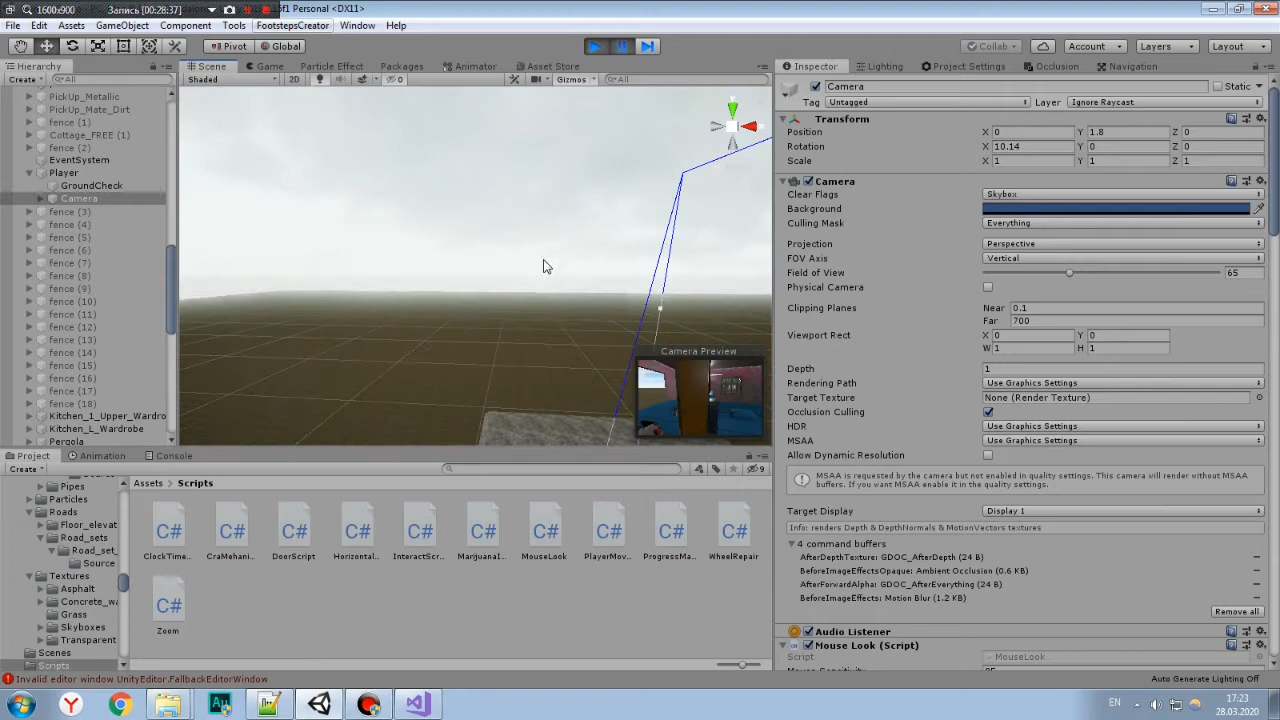 1600x900 Запись [00:28:37] f1 Personal <DX11>
File Edit Assets GameObject Component Tools FootstepsCreator Window Help
Pivot Global Collab Account Layers Layout
Hierarchy Scene Game Particle Effect Packages Animator Asset Store Inspector Lighting Project Settings Occlusion Navigation
Create All Shaded 2D 0 Gizmos All Camera Static
PickUp_Metallic Tag Untagged Layer Ignore Raycast
PickUp_Mate_Dirt
fence (1) Transform
Cottage_FREE (1) Position X 0 Y 1.8 Z 0
fence (2) Rotation X 10.14 Y 0 Z 0
EventSystem Scale X 1 Y 1 Z 1
Player
GroundCheck Camera
Camera Clear Flags Skybox
fence (3) Background
fence (4) Culling Mask Everything
fence (5) Projection Perspective
fence (6) FOV Axis Vertical
fence (7) Field of View 65
fence (8) Physical Camera
fence (9)
fence (10) Clipping Planes Near 0.1
fence (11) Far 700
fence (12) Viewport Rect X 0 Y 0
fence (13) W 1 H 1
fence (14) Camera Preview
fence (15) Depth 1
fence (16) Rendering Path Use Graphics Settings
fence (17) Target Texture None (Render Texture)
fence (18) Occlusion Culling
Kitchen_1_Upper_Wardro HDR Use Graphics Settings
Kitchen_L_Wardrobe MSAA Use Graphics Settings
Pergola Allow Dynamic Resolution
Project Animation Console
Create 9
MSAA is requested by the camera but not enabled in quality settings. This camera will render without MSAA
buffers. If you want MSAA enable it in the quality settings.
Assets > Scripts
Pipes
Particles
Roads Target Display Display 1
Floor_elevat Info: renders Depth & DepthNormals & MotionVectors textures
Road_sets 4 command buffers
Road_set_ AfterDepthTexture: GDOC_AfterDepth (24 B)
Source BeforeImageEffectsOpaque: Ambient Occlusion (0.6 KB)
Textures AfterForwardAlpha: GDOC_AfterEverything (24 B)
Asphalt BeforeImageEffects: Motion Blur (1.2 KB)
Concrete_wa
Grass Remove all
Skyboxes
Transparent Audio Listener
Scenes Mouse Look (Script)
Scripts Script MouseLook
C# C# C# C# C# C# C# C# C# C#
ClockTime... CraMehani... DoorScript Horizontal... InteractScr... MarijuanaI... MouseLook PlayerMov... ProgressMa... WheelRepair
C#
Zoom
Invalid editor window UnityEditor.FallbackEditorWindow Auto Generate Lighting Off
EN 17:23
28.03.2020